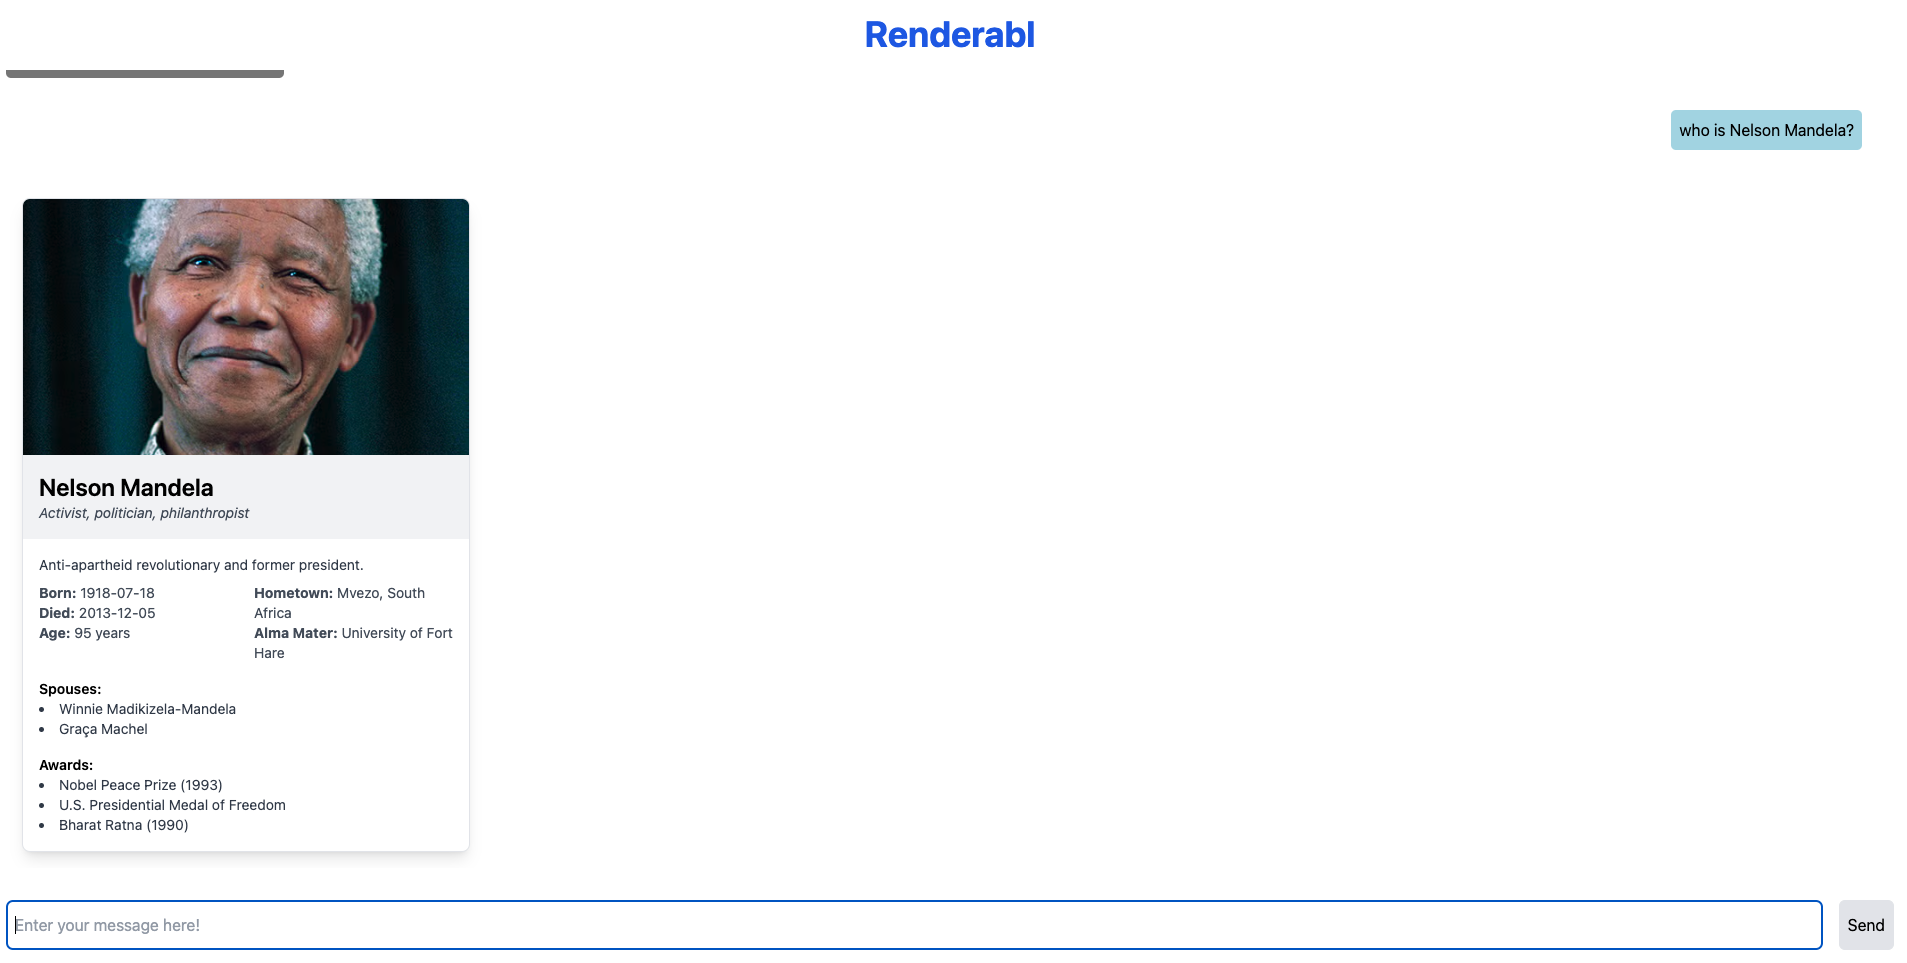 Renderabl
who is Nelson Mandela?
Nelson Mandela
Activist, politician, philanthropist
Anti-apartheid revolutionary and former president.
Born: 1918-07-18
Died: 2013-12-05
Age: 95 years
Hometown: Mvezo, South
Africa
Alma Mater: University of Fort
Hare
Spouses:
• Winnie Madikizela-Mandela
• Graça Machel
Awards:
• Nobel Peace Prize (1993)
• U.S. Presidential Medal of Freedom
• Bharat Ratna (1990)
Enter your message here!
Send